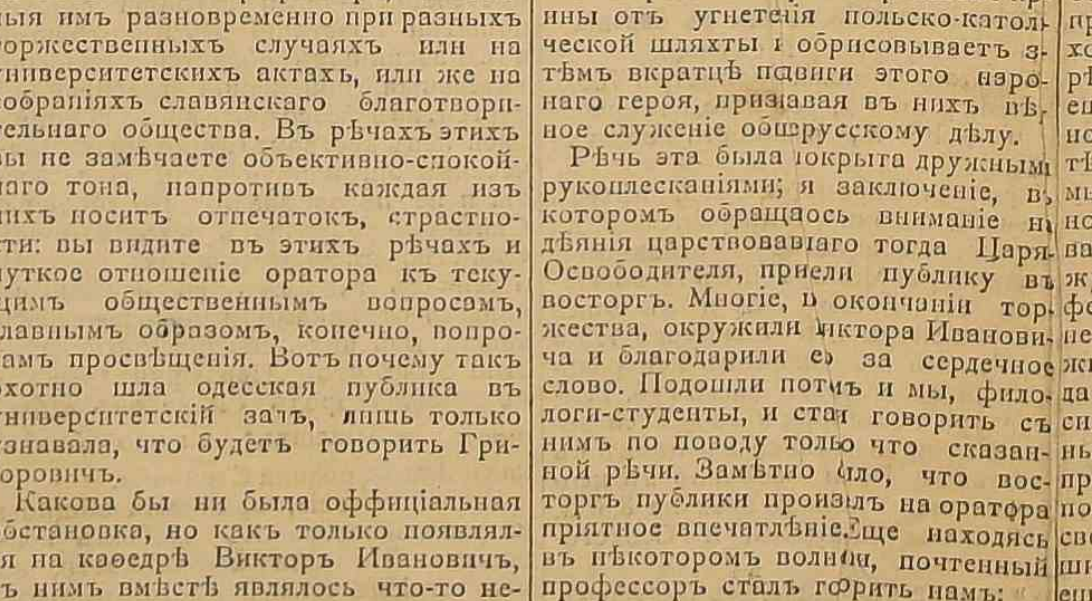 ныя имъ разновременно при разныхъ
торжественныхъ случаяхъ или на
университетскихъ актахъ, или же на
собраніяхъ славянскаго благотвори-
тельнаго общества. Въ рѣчахъ этихъ
вы не замѣчаете объективно-спокой-
наго тона, напротивъ каждая изъ
нихъ носитъ отпечатокъ, страстно-
сти: вы видите въ этихъ рѣчахъ и
чуткое отношеніе оратора къ теку-
щимъ общественнымъ вопросамъ,
главнымъ образомъ, конечно, вопро-
самъ просвѣщенія. Вотъ почему такъ
охотно шла одесская публика въ
университетскій залъ, лишь только
узнавала, что будетъ говорить Гри-
горовичъ.
Какова бы ни была оффиціальная
обстановка, но какъ только появлял-
я на каѳедрѣ Викторъ Ивановичъ,
съ нимъ вмѣстѣ являлось что-то не-
ины отъ угнетенія польско-катол
ческой шляхты и обрисовываетъ з-
тѣмъ вкратцѣ подвиги этого наро-
наго героя, признавая въ нихъ вѣ
ное служеніе общерусскому дѣлу.
Рѣчь эта была покрыта дружными
рукоплесканіями; заключеніе, въ
которомъ обращалось вниманіе на
дѣянія царствовавшаго тогда Царя-
Освободителя, привели публику въ
восторгъ. Многіе, окончаніи тор-
жества, окружили Виктора Иванови-
ча и благодарили его за сердечное
слово. Подошли потомъ и мы, фило-
логи-студенты, и стали говорить съ
нимъ по поводу только что сказан-
ной рѣчи. Замѣтно было, что вос-
торгъ публики произвелъ на оратора
пріятное впечатлѣніе. Еще находясь
въ нѣкоторомъ волненіи, почтенный
профессоръ сталъ говорить намъ: